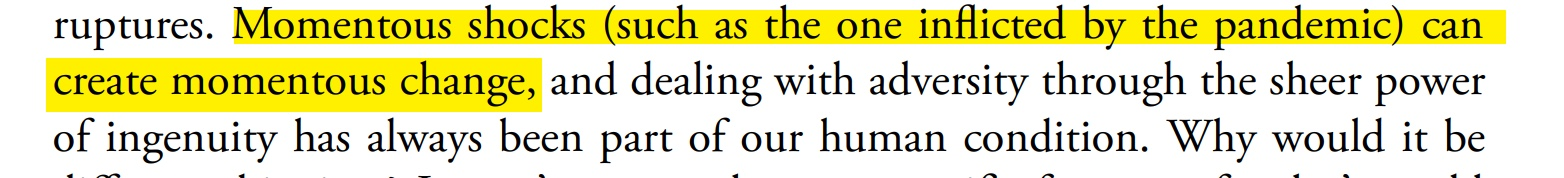 ruptures. Momentous shocks (such as the one inflicted by the pandemic) can
create momentous change, and dealing with adversity through the sheer power
of ingenuity has always been part of our human condition. Why would it be